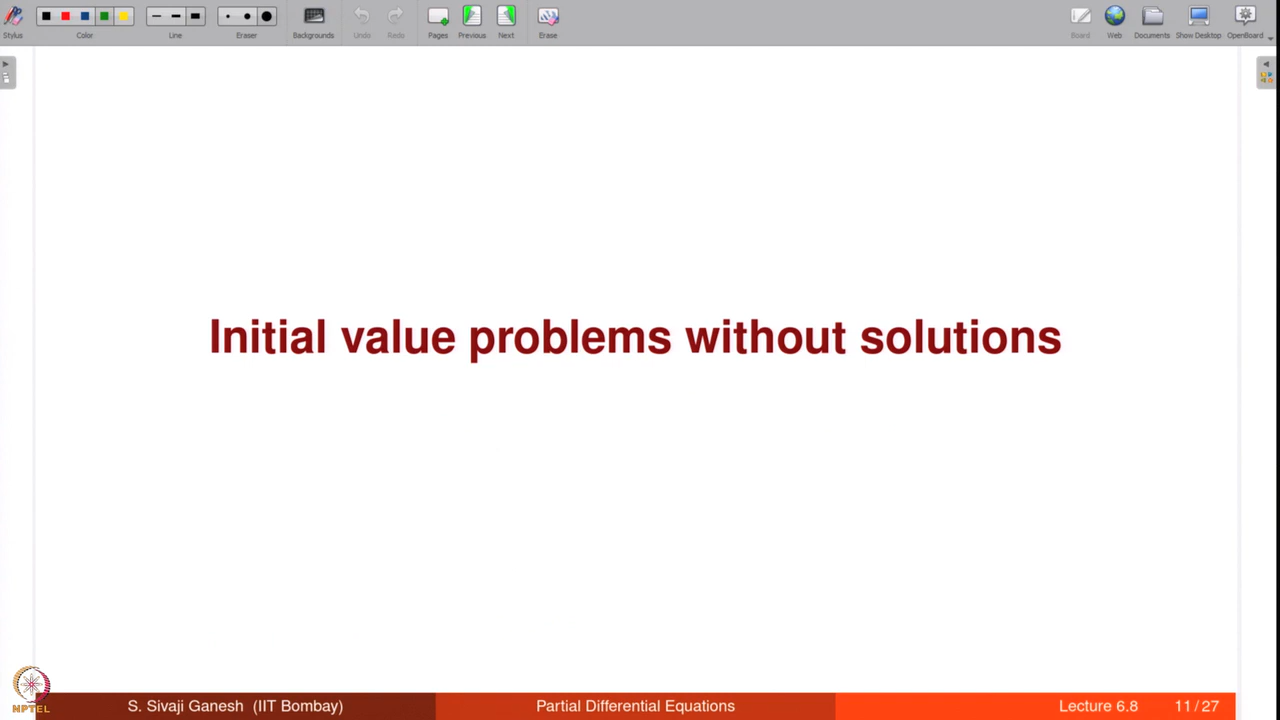 Stylus
Color
Line
Eraser
Backgrounds
Undo
Redo
Pages
Previous
Next
Erase
Board
Web
Documents
Show Desktop
OpenBoard
Initial value problems without solutions
NPTEL
S. Sivaji Ganesh (IIT Bombay)
Partial Differential Equations
Lecture 6.8
11 / 27